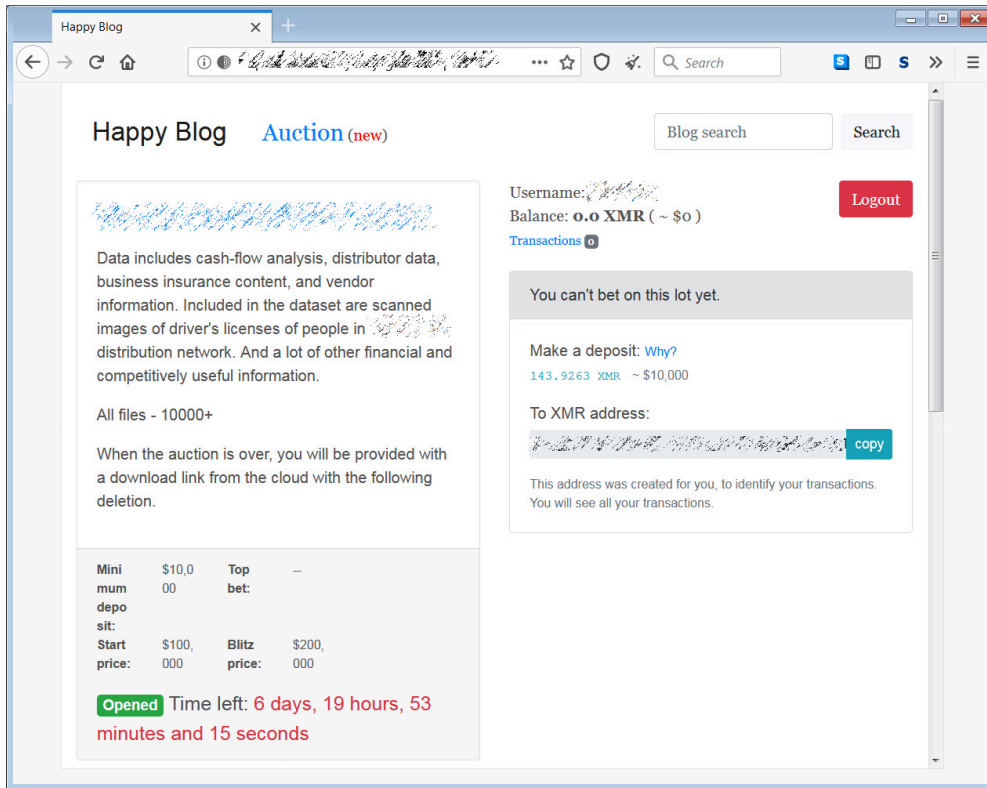 Happy Blog
Search
Happy Blog
Auction (new)
Blog search
Search
Data includes cash-flow analysis, distributor data,
business insurance content, and vendor
information. Included in the dataset are scanned
images of driver's licenses of people in
distribution network. And a lot of other financial and
competitively useful information.
All files - 10000+
When the auction is over, you will be provided with
a download link from the cloud with the following
deletion.
Mini $10,0 Top --
mum 00 bet:
depo
sit:
Start $100, Blitz $200,
price: 000 price: 000
Opened Time left: 6 days, 19 hours, 53
minutes and 15 seconds
Username:
Balance: 0.0 XMR ( ~ $0 )
Transactions 0
Logout
You can't bet on this lot yet.
Make a deposit: Why?
143.9263 XMR ~ $10,000
To XMR address:
copy
This address was created for you, to identify your transactions.
You will see all your transactions.